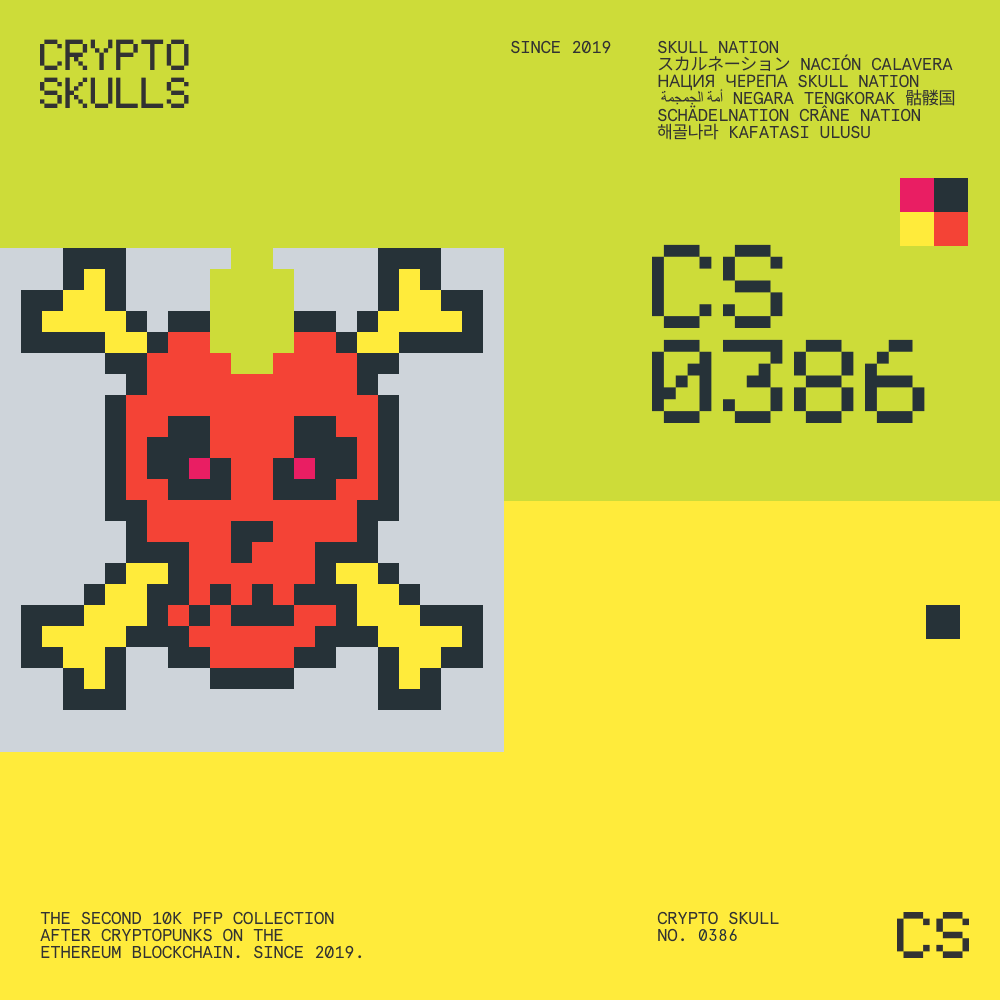 CRYPTO
SKULLS
SINCE 2019
SKULL NATION
スカルネーション NACIÓN CALAVERA
НАЦИЯ ЧЕРЕПА SKULL NATION
أمة الجمجمة NEGARA TENGKORAK 骷髅国
SCHÄDELNATION CRÂNE NATION
해골나라 KAFATASI ULUSU
CS
0386
THE SECOND 10K PFP COLLECTION
AFTER CRYPTOPUNKS ON THE
ETHEREUM BLOCKCHAIN. SINCE 2019.
CRYPTO SKULL
NO. 0386
CS